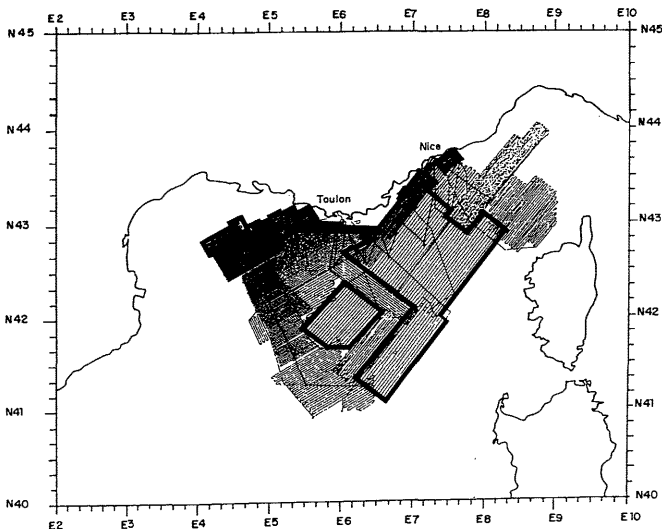 E2 E3 E4 E5 E6 E7 E8 E9 E10
N45 N45
N44 N44
Nice
Toulon
N43 N43
N42 N42
N41 N41
N40 N40
E2 E3 E4 E5 E6 E7 E8 E9 E10